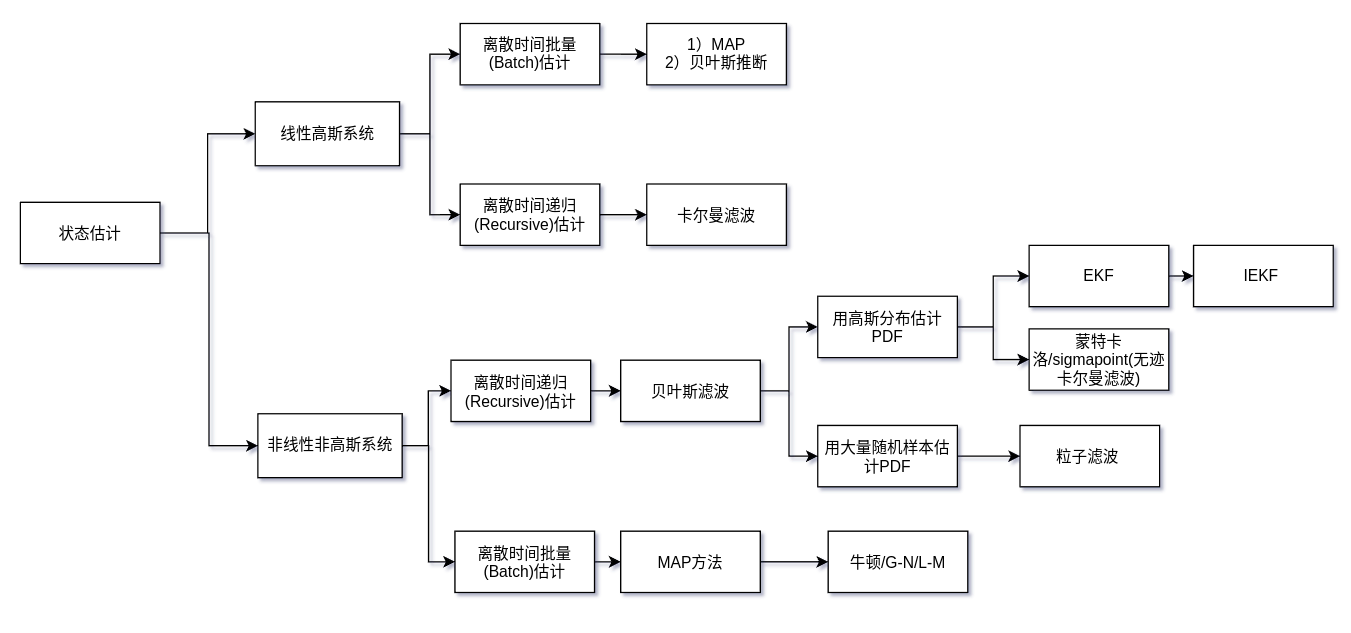 离散时间批量
(Batch)估计
1）MAP
2）贝叶斯推断
线性高斯系统
离散时间递归
(Recursive)估计
卡尔曼滤波
状态估计
EKF
IEKF
用高斯分布估计
PDF
蒙特卡
洛/sigmapoint(无迹
卡尔曼滤波)
离散时间递归
(Recursive)估计
贝叶斯滤波
非线性非高斯系统
用大量随机样本估
计PDF
粒子滤波
离散时间批量
(Batch)估计
MAP方法
牛顿/G-N/L-M